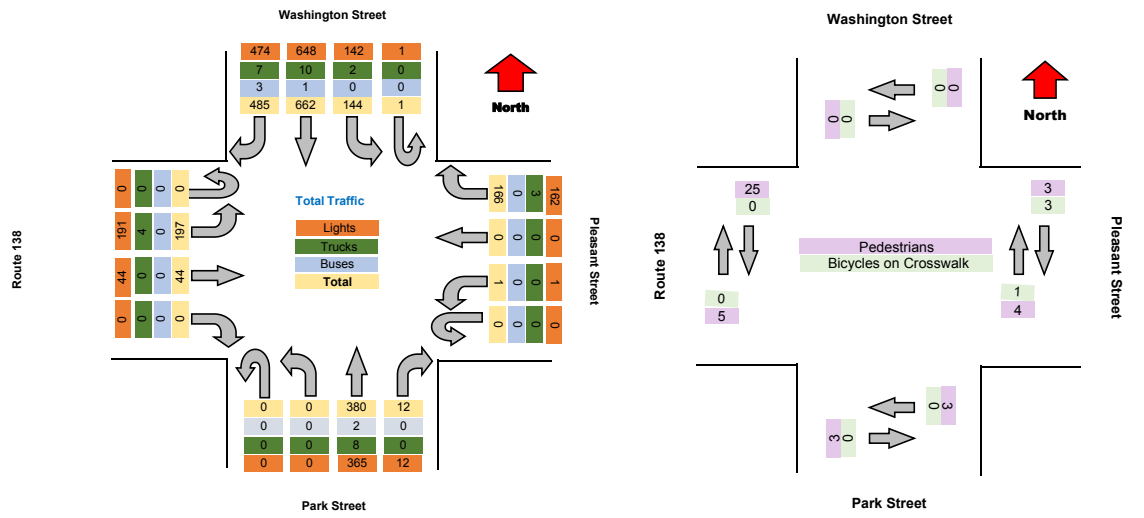 Washington Street
474 648 142 1
7 10 2 0
3 1 0 0
485 662 144 1
North
Route 138
0 0 0 0
191 4 0 197
44 0 0 44
0 0 0 0
Total Traffic
Lights
Trucks
Buses
Total
166 0 3 162
0 0 0 0
1 0 0 1
0 0 0 0
Pleasant Street
0 0 380 12
0 0 2 0
0 0 8 0
0 0 365 12
Park Street
Washington Street
0 0
0 0
North
Route 138
25
0
0
5
Pedestrians
Bicycles on Crosswalk
3
3
1
4
Pleasant Street
0 3
3 0
Park Street